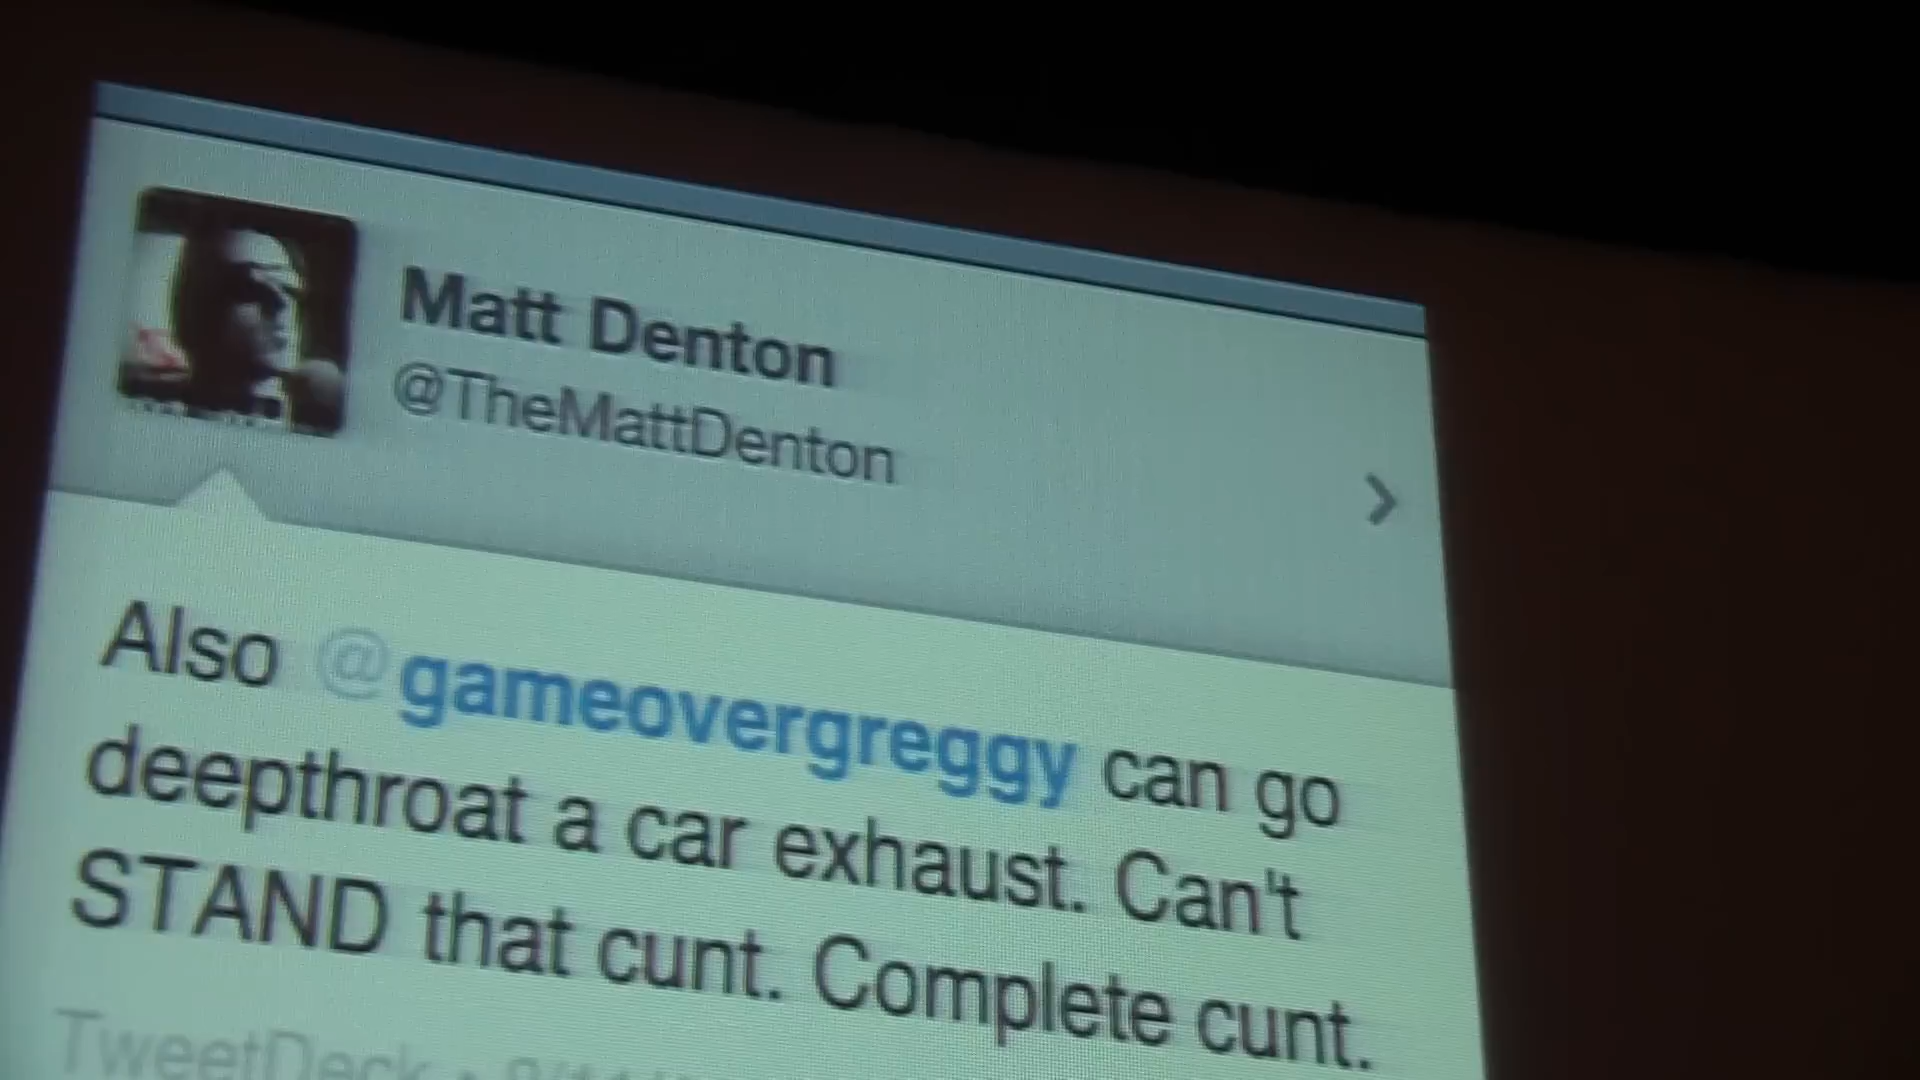 Matt Denton
@TheMattDenton
Also @gameovergreggy can go
deepthroat a car exhaust. Can't
STAND that cunt. Complete cunt.
TweetDeck